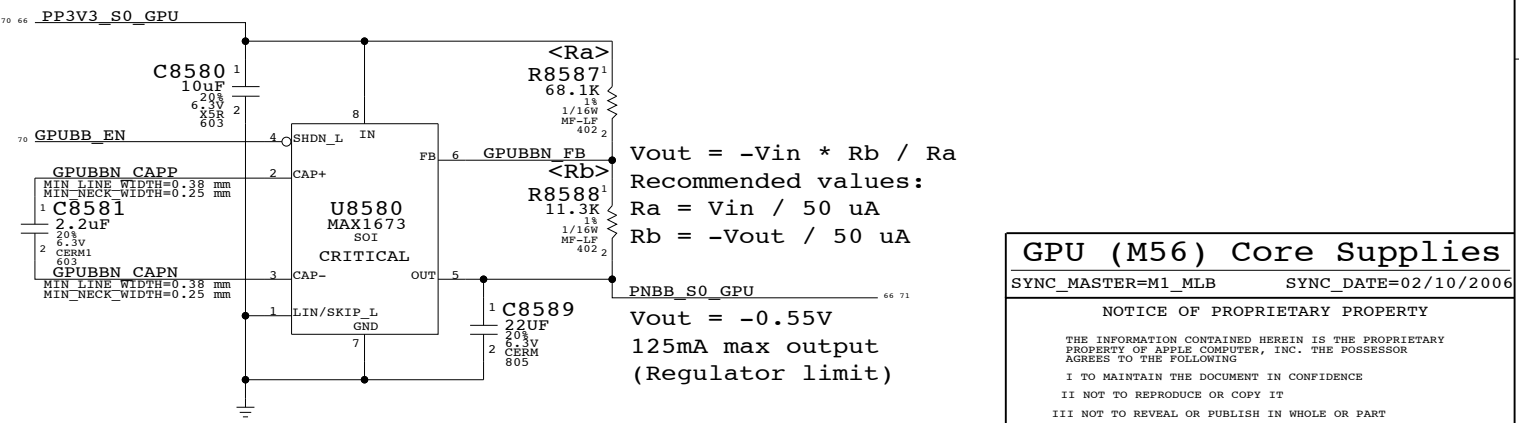 70 66 PP3V3_S0_GPU
C8580 1
10uF
20%
6.3V
X5R 2
603
70 GPUBB_EN
GPUBBN_CAPP
MIN_LINE_WIDTH=0.38 mm
MIN_NECK_WIDTH=0.25 mm
1 C8581
2.2uF
20%
6.3V
2 CERM1
603
GPUBBN_CAPN
MIN_LINE_WIDTH=0.38 mm
MIN_NECK_WIDTH=0.25 mm
8
IN
4 SHDN_L
FB 6 GPUBBN_FB
2 CAP+
U8580
MAX1673
SOI
CRITICAL
3 CAP-
OUT 5
1 LIN/SKIP_L
GND
7
<Ra>
R8587 1
68.1K
1%
1/16W
MF-LF
402 2
<Rb>
R8588 1
11.3K
1%
1/16W
MF-LF
402 2
Vout = -Vin * Rb / Ra
Recommended values:
Ra = Vin / 50 uA
Rb = -Vout / 50 uA
PNBB_S0_GPU 66 71
1 C8589
22UF
20%
6.3V
2 CERM
805
Vout = -0.55V
125mA max output
(Regulator limit)
GPU (M56) Core Supplies
SYNC_MASTER=M1_MLB SYNC_DATE=02/10/2006
NOTICE OF PROPRIETARY PROPERTY
THE INFORMATION CONTAINED HEREIN IS THE PROPRIETARY
PROPERTY OF APPLE COMPUTER, INC. THE POSSESSOR
AGREES TO THE FOLLOWING
I TO MAINTAIN THE DOCUMENT IN CONFIDENCE
II NOT TO REPRODUCE OR COPY IT
III NOT TO REVEAL OR PUBLISH IN WHOLE OR PART